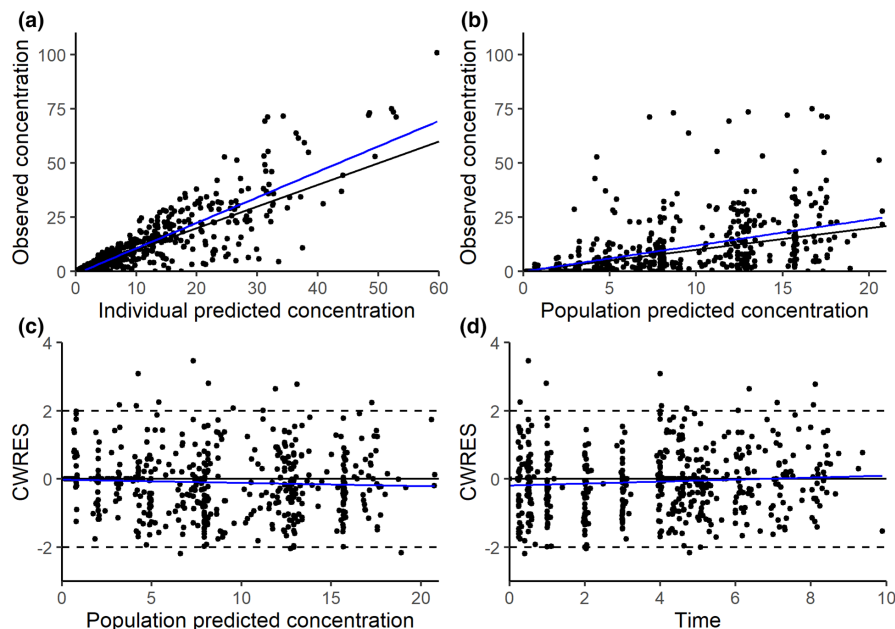 (a)
Observed concentration
100
75
50
25
0
0 10 20 30 40 50 60
Individual predicted concentration
(b)
Observed concentration
100
75
50
25
0
0 5 10 15 20
Population predicted concentration
(c)
CWRES
4
2
0
-2
0 5 10 15 20
Population predicted concentration
(d)
CWRES
4
2
0
-2
0 2 4 6 8 10
Time